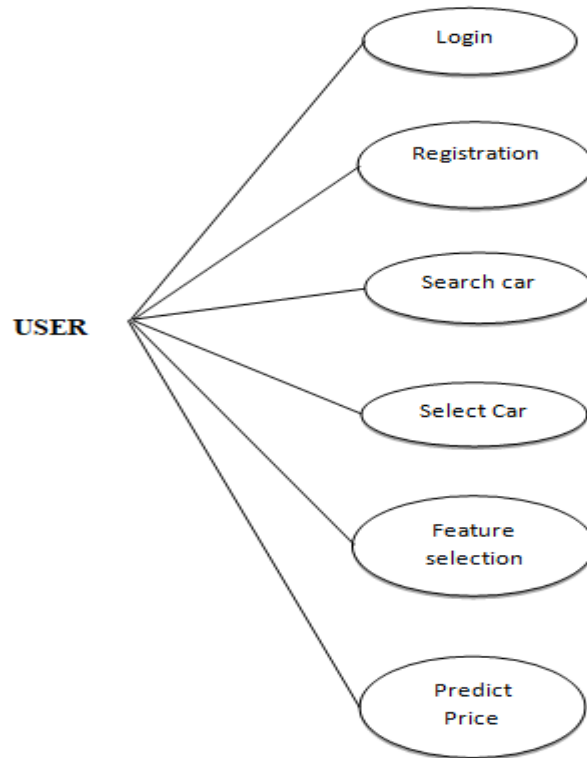 Login
Registration
Search car
USER
Select Car
Feature
selection
Predict
Price